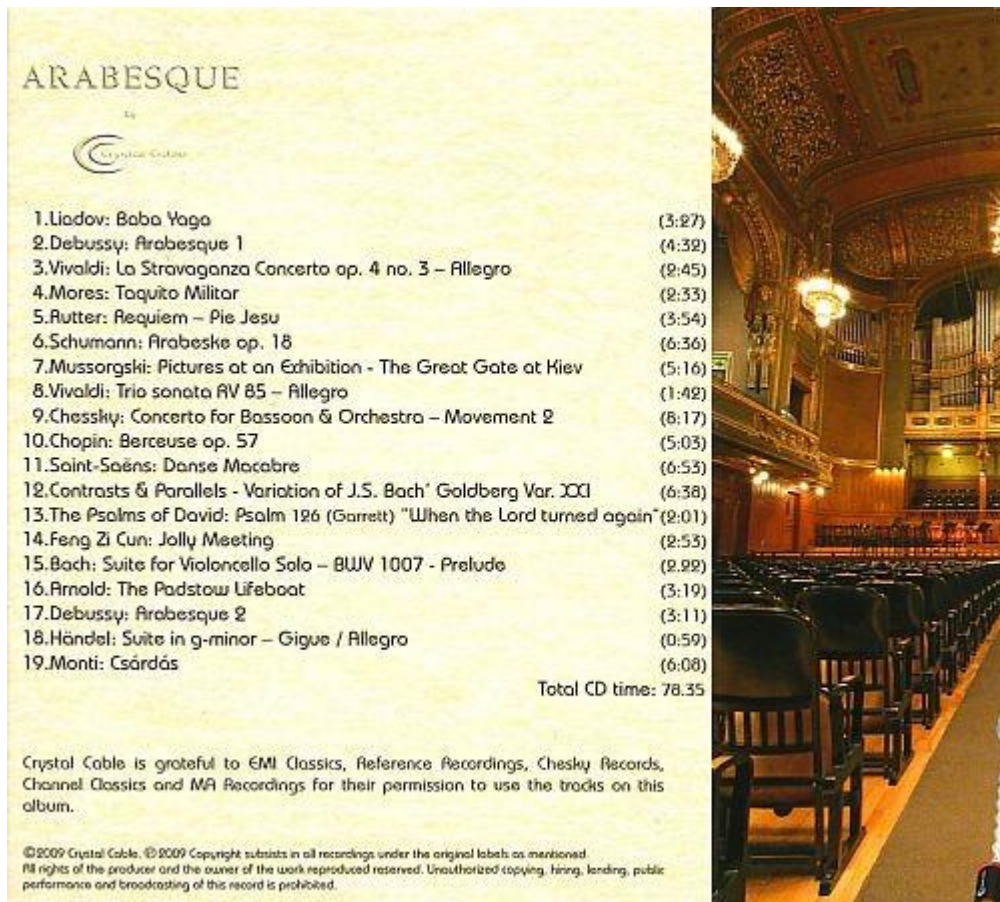 ARABESQUE
by
Crystal Cable
1.Liadov: Baba Yaga (3:27)
2.Debussy: Arabesque 1 (4:32)
3.Vivaldi: La Stravaganza Concerto op. 4 no. 3 – Allegro (2:45)
4.Mores: Taquito Militar (2:33)
5.Rutter: Requiem – Pie Jesu (3:54)
6.Schumann: Arabeske op. 18 (6:36)
7.Mussorgski: Pictures at an Exhibition - The Great Gate at Kiev (5:16)
8.Vivaldi: Trio sonata RV 85 – Allegro (1:42)
9.Chessky: Concerto for Bassoon & Orchestra – Movement 2 (8:17)
10.Chopin: Berceuse op. 57 (5:03)
11.Saint-Saëns: Danse Macabre (6:53)
12.Contrasts & Parallels - Variation of J.S. Bach' Goldberg Var. XXI (6:38)
13.The Psalms of David: Psalm 126 (Garrett) "When the Lord turned again" (2:01)
14.Feng Zi Cun: Jolly Meeting (2:53)
15.Bach: Suite for Violoncello Solo – BWV 1007 - Prelude (2.22)
16.Arnold: The Padstow Lifeboat (3:19)
17.Debussy: Arabesque 2 (3:11)
18.Händel: Suite in g-minor – Gigue / Allegro (0:59)
19.Monti: Csárdás (6:08)
Total CD time: 78.35
Crystal Cable is grateful to EMI Classics, Reference Recordings, Chesky Records,
Channel Classics and MA Recordings for their permission to use the tracks on this
album.
©2009 Crystal Cable. ℗2009 Copyright subsists in all recordings under the original labels as mentioned.
All rights of the producer and the owner of the work reproduced reserved. Unauthorized copying, hiring, lending, public
performance and broadcasting of this record is prohibited.